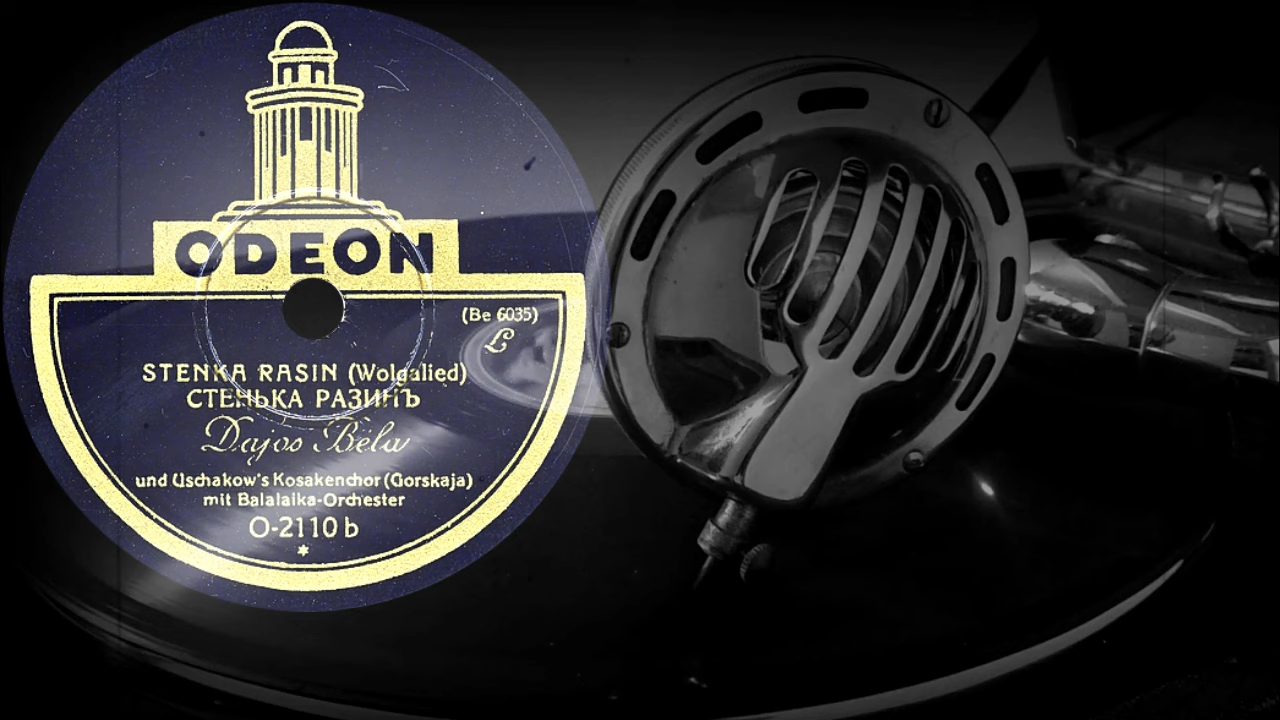 ODEON
(Be 6035)
L
STENKA RASIN (Wolgalied)
СТЕНЬКА РАЗИНЪ
Dajos Béla
und Uschakow's Kosakenchor (Gorskaja)
mit Balalaika-Orchester
O-2110 b